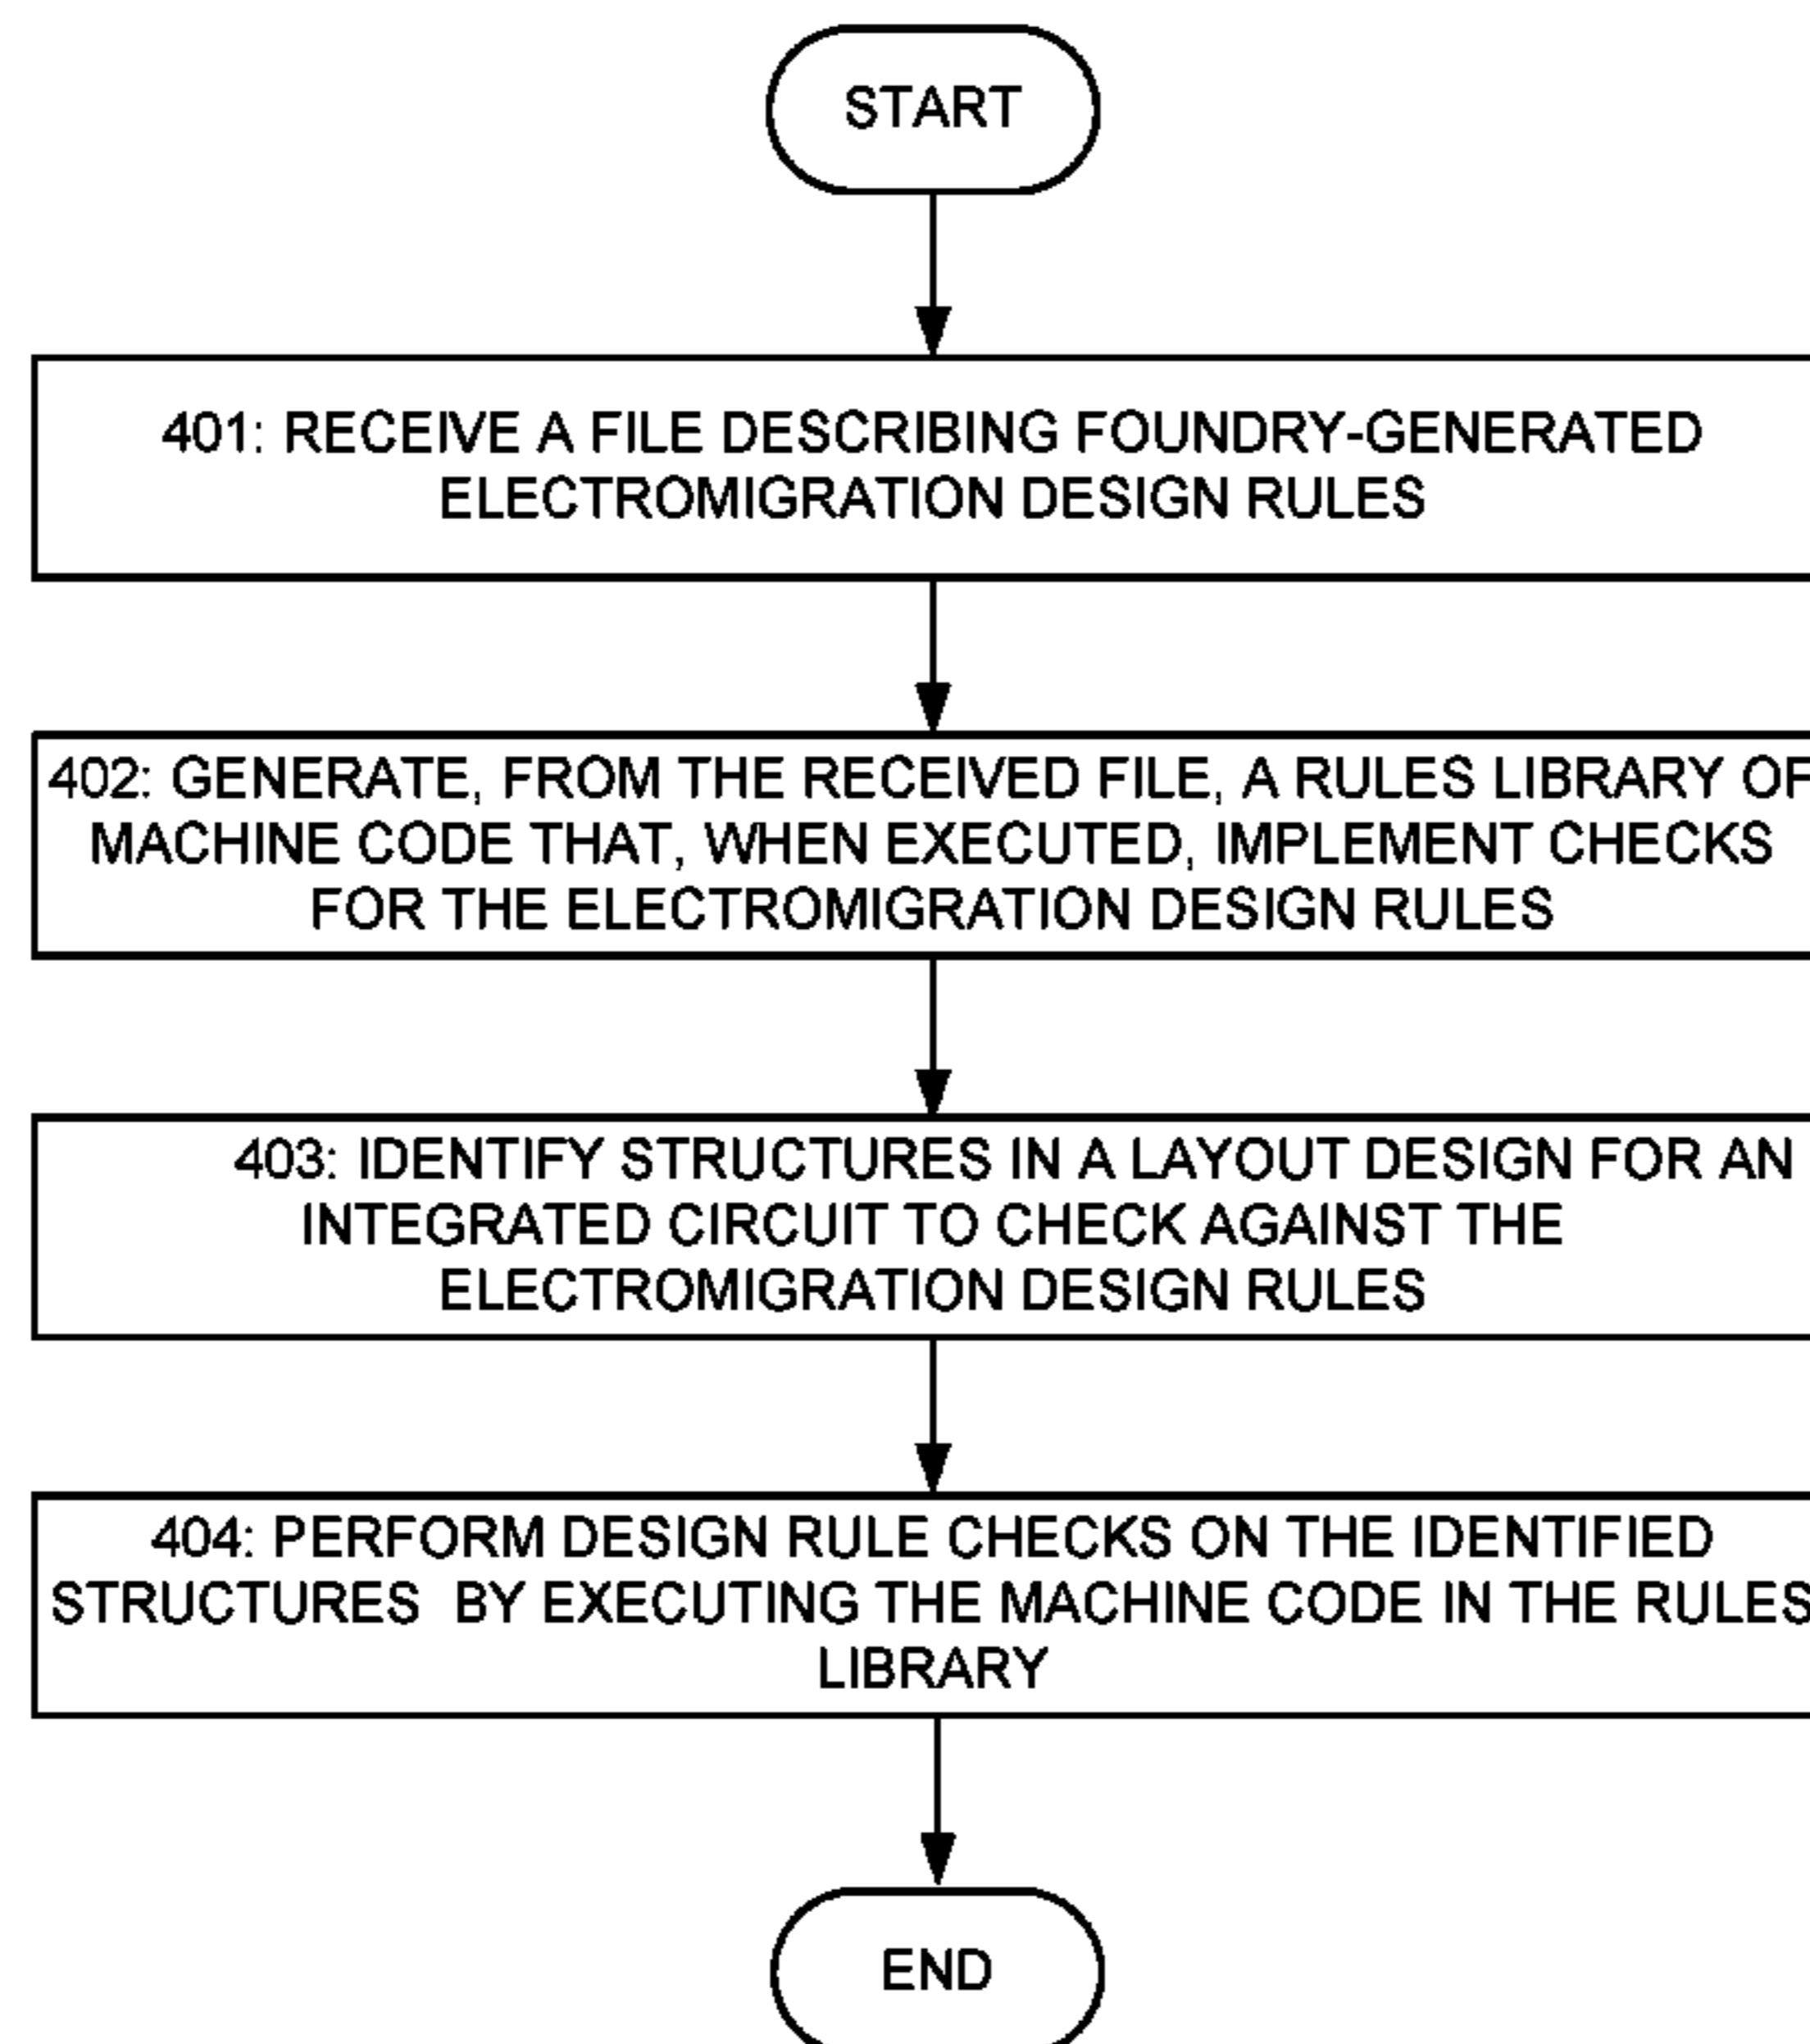 START
401: RECEIVE A FILE DESCRIBING FOUNDRY-GENERATED
ELECTROMIGRATION DESIGN RULES
402: GENERATE, FROM THE RECEIVED FILE, A RULES LIBRARY OF
MACHINE CODE THAT, WHEN EXECUTED, IMPLEMENT CHECKS
FOR THE ELECTROMIGRATION DESIGN RULES
403: IDENTIFY STRUCTURES IN A LAYOUT DESIGN FOR AN
INTEGRATED CIRCUIT TO CHECK AGAINST THE
ELECTROMIGRATION DESIGN RULES
404: PERFORM DESIGN RULE CHECKS ON THE IDENTIFIED
STRUCTURES BY EXECUTING THE MACHINE CODE IN THE RULES
LIBRARY
END